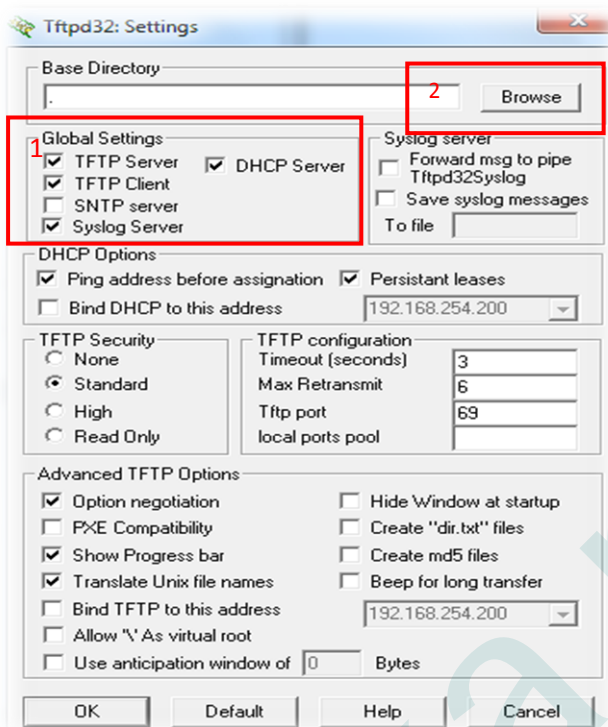 Tftpd32: Settings
Base Directory
.
2
Browse
1
Global Settings
TFTP Server
DHCP Server
TFTP Client
SNTP server
Syslog Server
Syslog server
Forward msg to pipe
Tftpd32Syslog
Save syslog messages
To file
DHCP Options
Ping address before assignation
Persistant leases
Bind DHCP to this address
192.168.254.200
TFTP Security
None
Standard
High
Read Only
TFTP configuration
Timeout (seconds)
3
Max Retransmit
6
Tftp port
69
local ports pool
Advanced TFTP Options
Option negotiation
Hide Window at startup
PXE Compatibility
Create "dir.txt" files
Show Progress bar
Create md5 files
Translate Unix file names
Beep for long transfer
Bind TFTP to this address
192.168.254.200
Allow '\' As virtual root
Use anticipation window of 0 Bytes
OK
Default
Help
Cancel